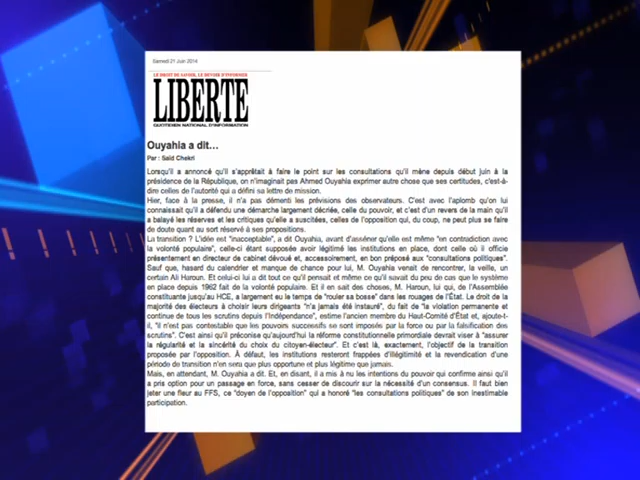 Samedi 21 Juin 2014
LE DROIT DE SAVOIR, LE DEVOIR D'INFORMER
LIBERTE
QUOTIDIEN NATIONAL D'INFORMATION
Ouyahia a dit…
Par : Saïd Chekri
Lorsqu'il a annoncé qu'il s'apprêtait à faire le point sur les consultations qu'il mène depuis début juin à la
présidence de la République, on n'imaginait pas Ahmed Ouyahia exprimer autre chose que ses certitudes, c'est-à-
dire celles de l'autorité qui a défini sa lettre de mission.
Hier, face à la presse, il n'a pas démenti les prévisions des observateurs. C'est avec l'aplomb qu'on lui
connaissait qu'il a défendu une démarche largement décriée, celle du pouvoir, et c'est d'un revers de la main qu'il
a balayé les réserves et les critiques qu'elle a suscitées, celles de l'opposition qui, du coup, ne peut plus se faire
de doute quant au sort réservé à ses propositions.
La transition ? L'idée est "inacceptable", a dit Ouyahia, avant d'asséner qu'elle est même "en contradiction avec
la volonté populaire", celle-ci étant supposée avoir légitimé les institutions en place, dont celle où il officie
présentement en directeur de cabinet dévoué et, accessoirement, en bon préposé aux "consultations politiques".
Sauf que, hasard du calendrier et manque de chance pour lui, M. Ouyahia venait de rencontrer, la veille, un
certain Ali Haroun. Et celui-ci lui a dit tout ce qu'il pensait et même ce qu'il savait du peu de cas que le système
en place depuis 1962 fait de la volonté populaire. Et il en sait des choses, M. Haroun, lui qui, de l'Assemblée
constituante jusqu'au HCE, a largement eu le temps de "rouler sa bosse" dans les rouages de l'État. Le droit de la
majorité des électeurs à choisir leurs dirigeants "n'a jamais été instauré", du fait de "la violation permanente et
continue de tous les scrutins depuis l'Indépendance", estime l'ancien membre du Haut-Comité d'État et, ajoute-t-
il, "il n'est pas contestable que les pouvoirs successifs se sont imposés par la force ou par la falsification des
scrutins". C'est ainsi qu'il préconise qu'aujourd'hui la réforme constitutionnelle primordiale devrait viser à "assurer
la régularité et la sincérité du choix du citoyen-électeur". Et c'est là, exactement, l'objectif de la transition
proposée par l'opposition. À défaut, les institutions resteront frappées d'illégitimité et la revendication d'une
période de transition n'en sera que plus opportune et plus légitime que jamais.
Mais, en attendant, M. Ouyahia a dit. Et, en disant, il a mis à nu les intentions du pouvoir qui confirme ainsi qu'il
a pris option pour un passage en force, sans cesser de discourir sur la nécessité d'un consensus. Il faut bien
jeter une fleur au FFS, ce "doyen de l'opposition" qui a honoré "les consultations politiques" de son inestimable
participation.